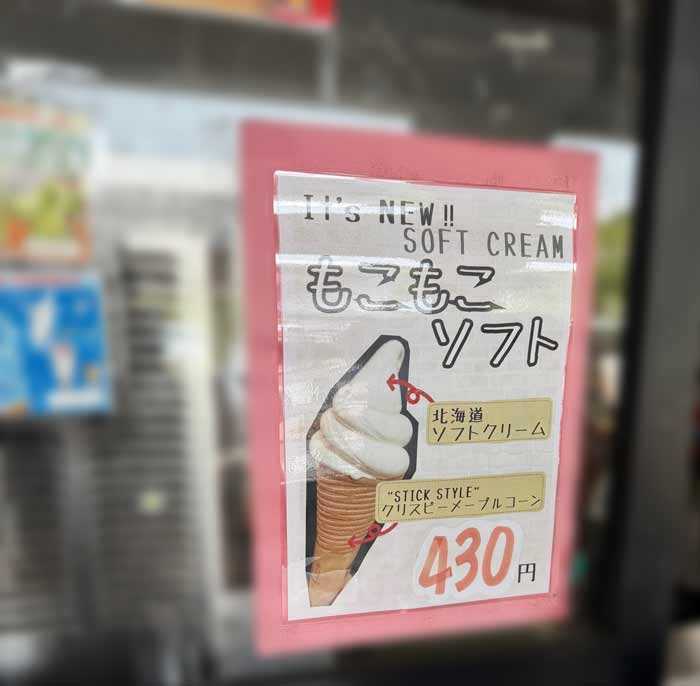 It's NEW!!
SOFT CREAM
もこもこ
ソフト
北海道
ソフトクリーム
"STICK STYLE"
クリスピーメープルコーン
430円